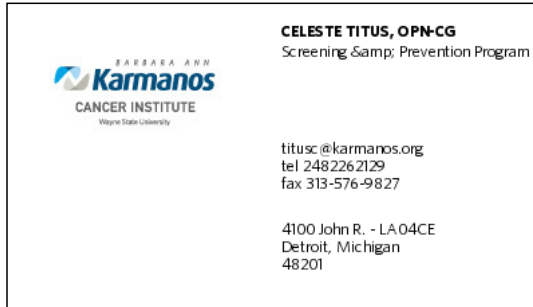 BARBARA ANN
Karmanos
CANCER INSTITUTE
Wayne State University
CELESTE TITUS, OPN-CG
Screening &amp; Prevention Program
titusc@karmanos.org
tel 2482262129
fax 313-576-9827
4100 John R. - LA04CE
Detroit, Michigan
48201